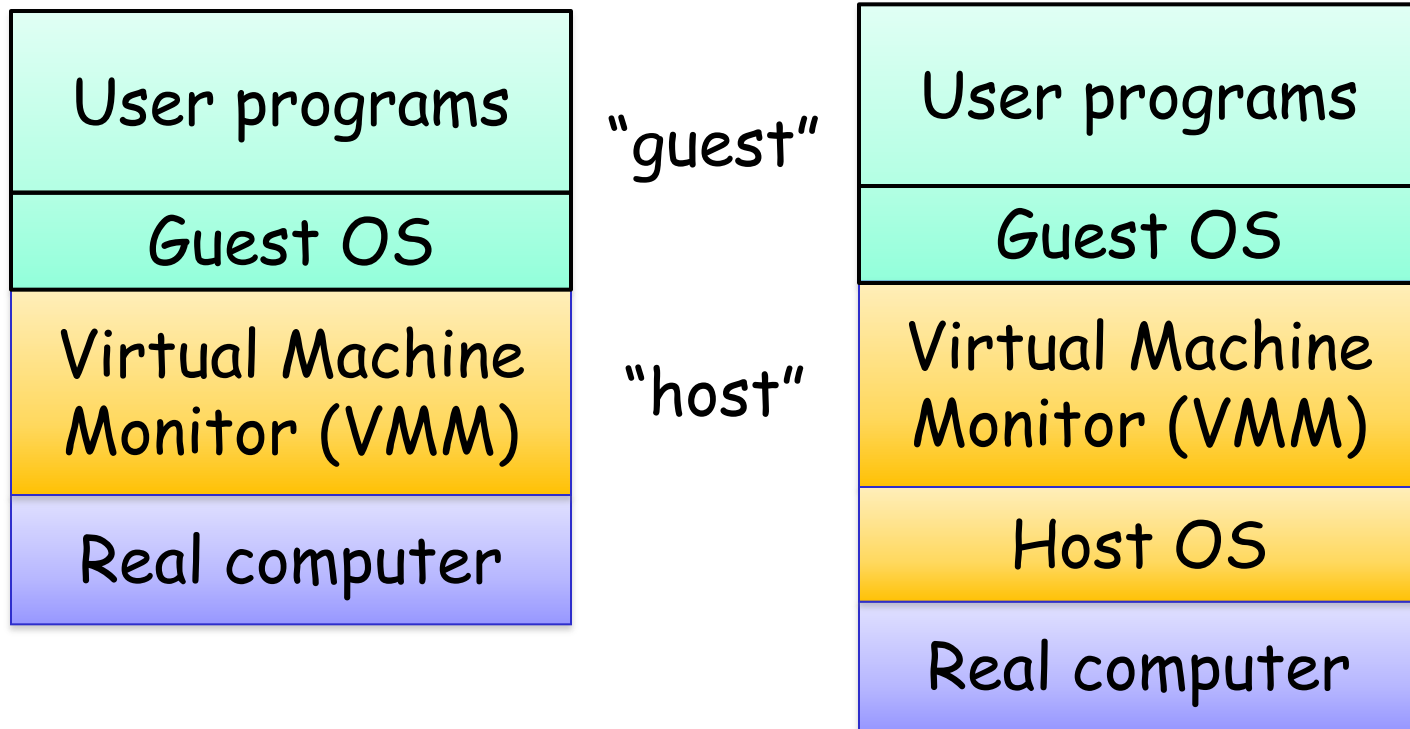 User programs
Guest OS
Virtual Machine
Monitor (VMM)
Real computer
“guest”
“host”
User programs
Guest OS
Virtual Machine
Monitor (VMM)
Host OS
Real computer